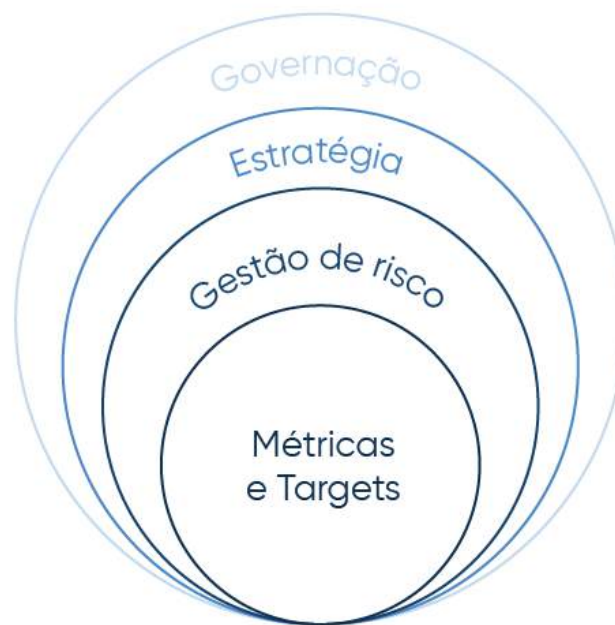 Governação
Estratégia
Gestão de risco
Métricas
e Targets